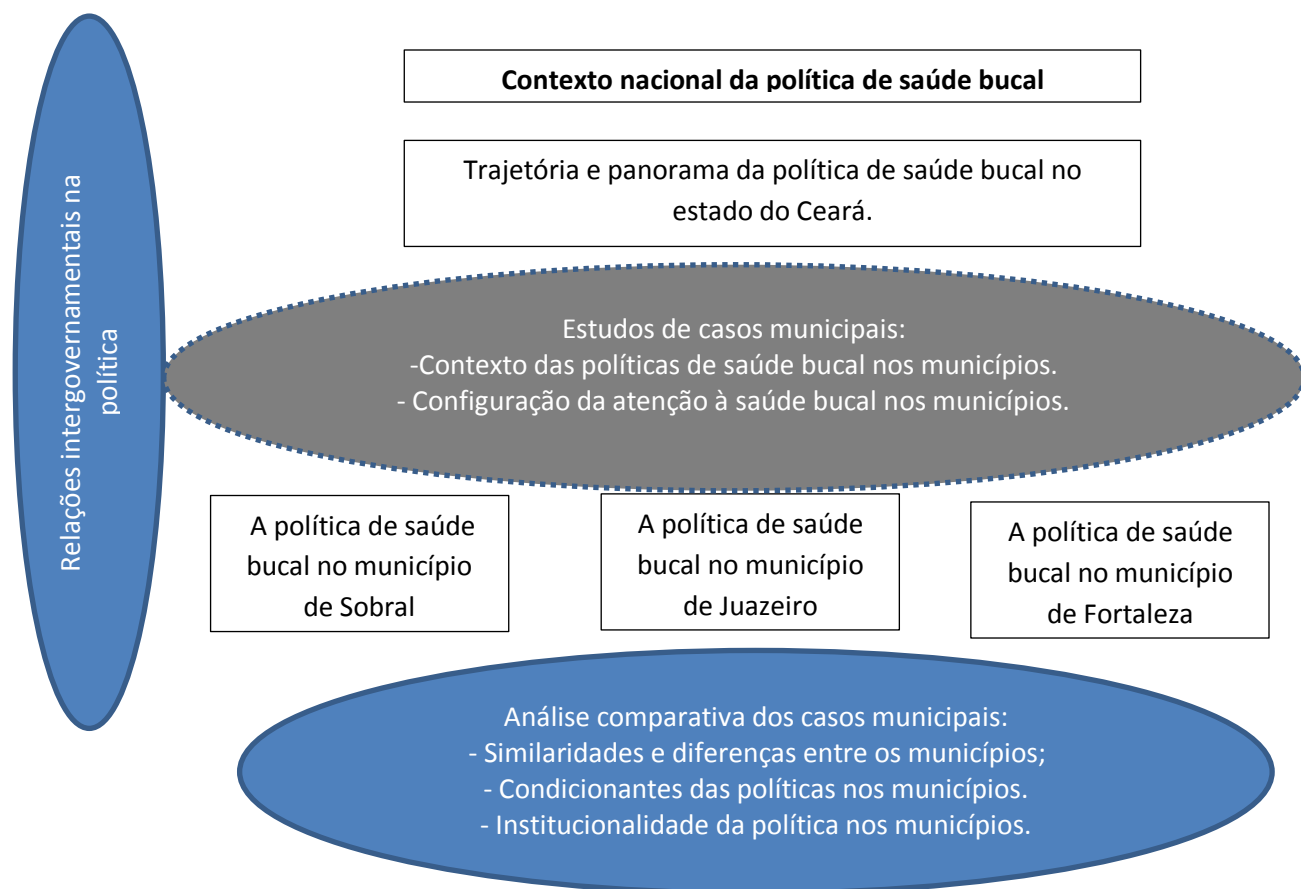 Contexto nacional da política de saúde bucal
Trajetória e panorama da política de saúde bucal no
estado do Ceará.
Relações intergovernamentais na
política
Estudos de casos municipais:
-Contexto das políticas de saúde bucal nos municípios.
- Configuração da atenção à saúde bucal nos municípios.
A política de saúde
bucal no município
de Sobral
A política de saúde
bucal no município
de Juazeiro
A política de saúde
bucal no município
de Fortaleza
Análise comparativa dos casos municipais:
- Similaridades e diferenças entre os municípios;
- Condicionantes das políticas nos municípios.
- Institucionalidade da política nos municípios.